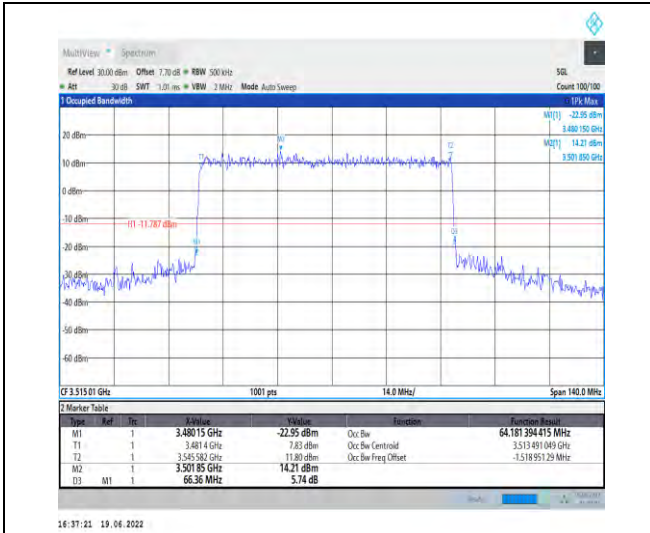 MultiView Spectrum
Ref Level 30.00 dBm Offset 7.70 dB RBW 500 kHz SGL
Att 30 dB SWT 1.01 ms VBW 2 MHz Mode Auto Sweep Count 100/100
1 Occupied Bandwidth 1Pk Max
M1[1] -22.95 dBm
3.480 150 GHz
M2[1] 14.21 dBm
3.501 850 GHz
20 dBm
10 dBm
0 dBm
-10 dBm
H1 -11.787 dBm
-20 dBm
-30 dBm
-40 dBm
-50 dBm
-60 dBm
T1
M2
T2
D3
CF 3.515 01 GHz 1001 pts 14.0 MHz/ Span 140.0 MHz
2 Marker Table
Type Ref Trc X-Value Y-Value Function Function Result
M1 1 3.480 15 GHz -22.95 dBm Occ Bw 64.181 394 415 MHz
T1 1 3.481 4 GHz 7.83 dBm Occ Bw Centroid 3.513 491 049 GHz
T2 1 3.545 582 GHz 11.80 dBm Occ Bw Freq Offset -1.518 951 29 MHz
M2 1 3.501 85 GHz 14.21 dBm
D3 M1 1 66.36 MHz 5.74 dB
16:37:21 19.06.2022